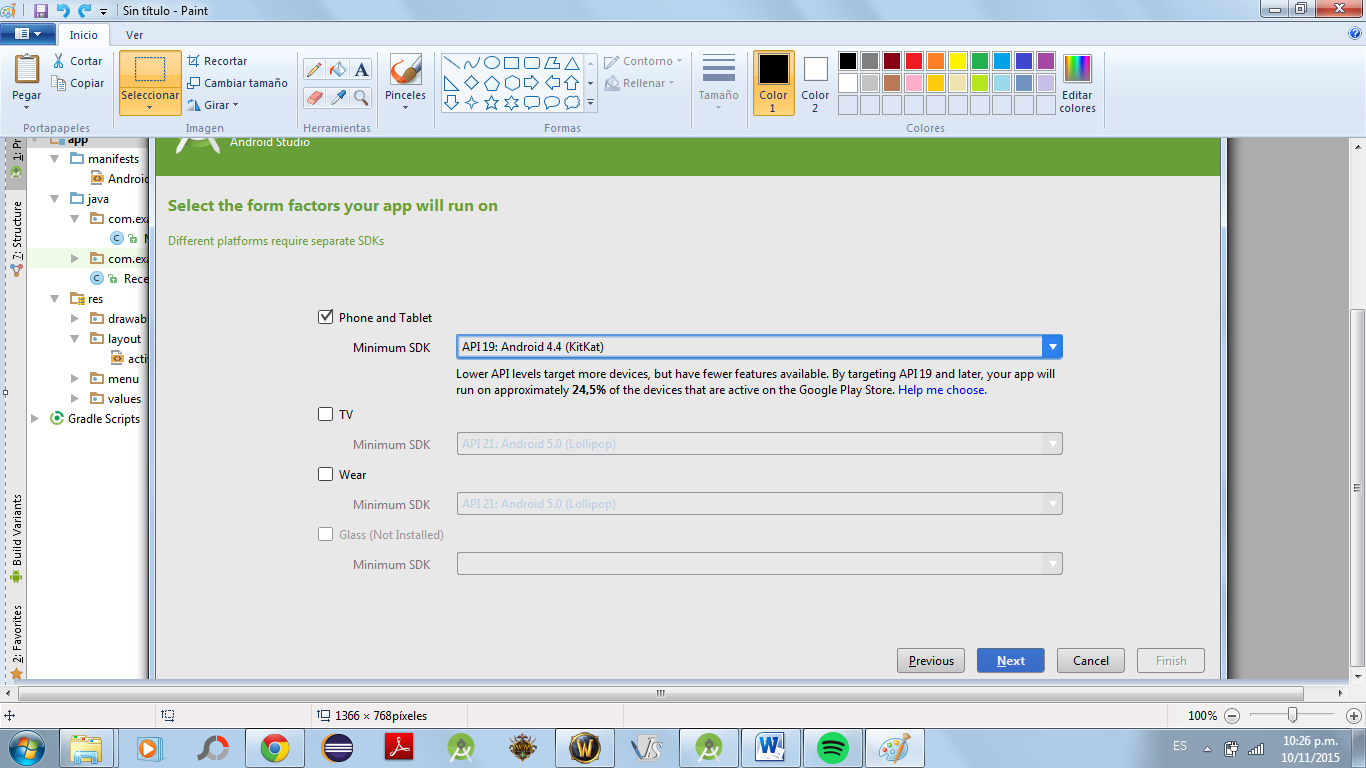 Sin título - Paint
Inicio
Ver
Pegar
Cortar
Copiar
Portapapeles
Seleccionar
Recortar
Cambiar tamaño
Girar
Imagen
A
Herramientas
Pinceles
Contorno
Rellenar
Formas
Tamaño
Color
1
Color
2
Editar
colores
Colores
app
manifests
Android
java
com.exa
C
com.exa
C
Rece
res
drawab
layout
acti
menu
values
Gradle Scripts
7: Structure
Build Variants
2: Favorites
Android Studio
Select the form factors your app will run on
Different platforms require separate SDKs
Phone and Tablet
Minimum SDK
API 19: Android 4.4 (KitKat)
Lower API levels target more devices, but have fewer features available. By targeting API 19 and later, your app will
run on approximately 24,5% of the devices that are active on the Google Play Store. Help me choose.
TV
Minimum SDK
API 21: Android 5.0 (Lollipop)
Wear
Minimum SDK
API 21: Android 5.0 (Lollipop)
Glass (Not Installed)
Minimum SDK
Previous
Next
Cancel
Finish
1366 × 768píxeles
100%
ES
10:26 p.m.
10/11/2015